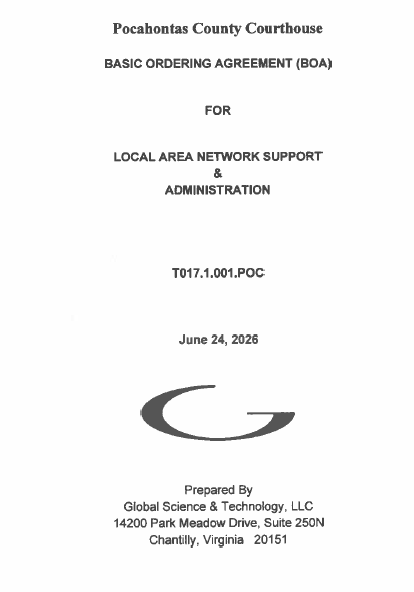 Pocahontas County Courthouse
BASIC ORDERING AGREEMENT (BOA)
FOR
LOCAL AREA NETWORK SUPPORT
&
ADMINISTRATION
T017.1.001.POC
June 24, 2026
Prepared By
Global Science & Technology, LLC
14200 Park Meadow Drive, Suite 250N
Chantilly, Virginia 20151